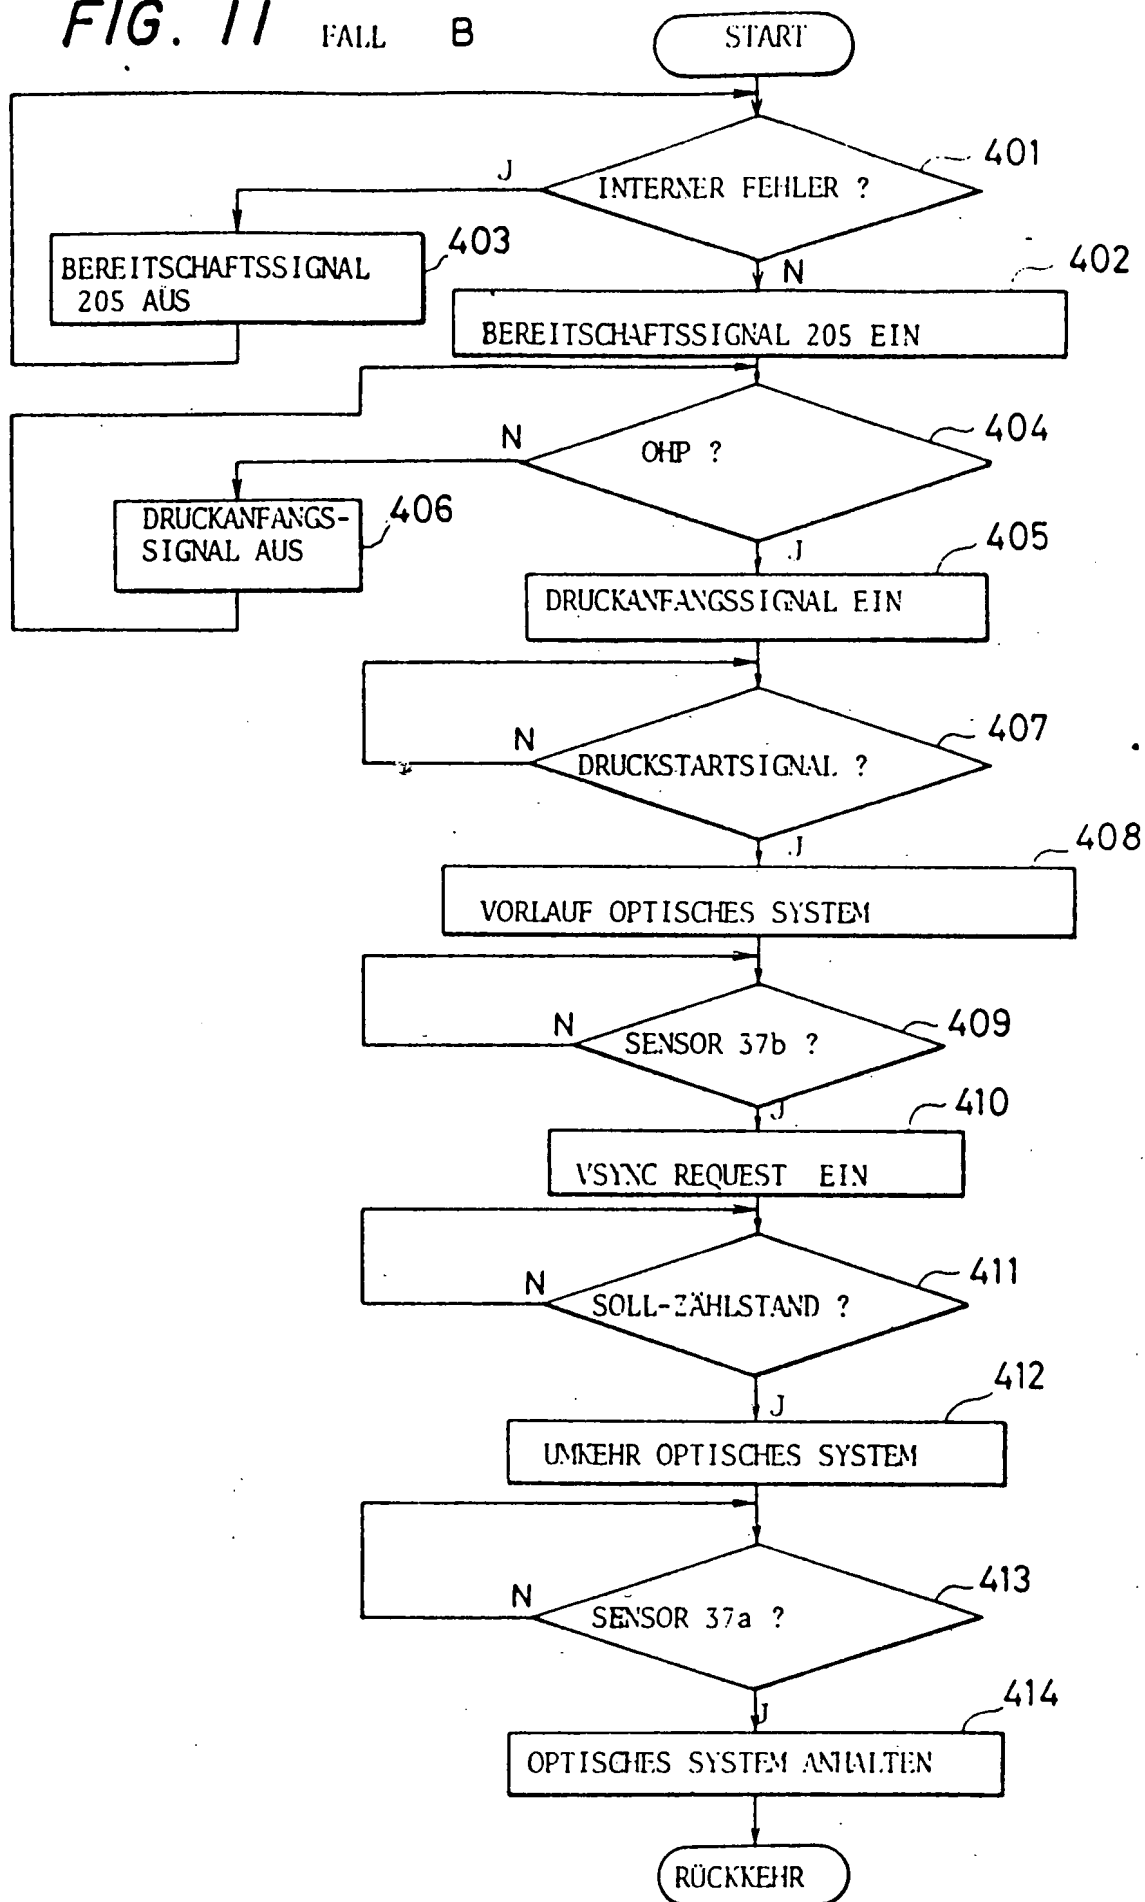 FIG. 11 FALL B
START
401
J
INTERNER FEHLER ?
403
N
402
BEREITSCHAFTSSIGNAL
205 AUS
BEREITSCHAFTSSIGNAL 205 EIN
404
N
OHP ?
406
DRUCKANFANGS-
SIGNAL AUS
J
405
DRUCKANFANGSSIGNAL EIN
407
N
DRUCKSTARTSIGNAL ?
J
408
VORLAUF OPTISCHES SYSTEM
409
N
SENSOR 37b ?
J
410
VSYNC REQUEST EIN
411
N
SOLL-ZÄHLSTAND ?
J
412
UMKEHR OPTISCHES SYSTEM
413
N
SENSOR 37a ?
J
414
OPTISCHES SYSTEM ANHALTEN
RÜCKKEHR